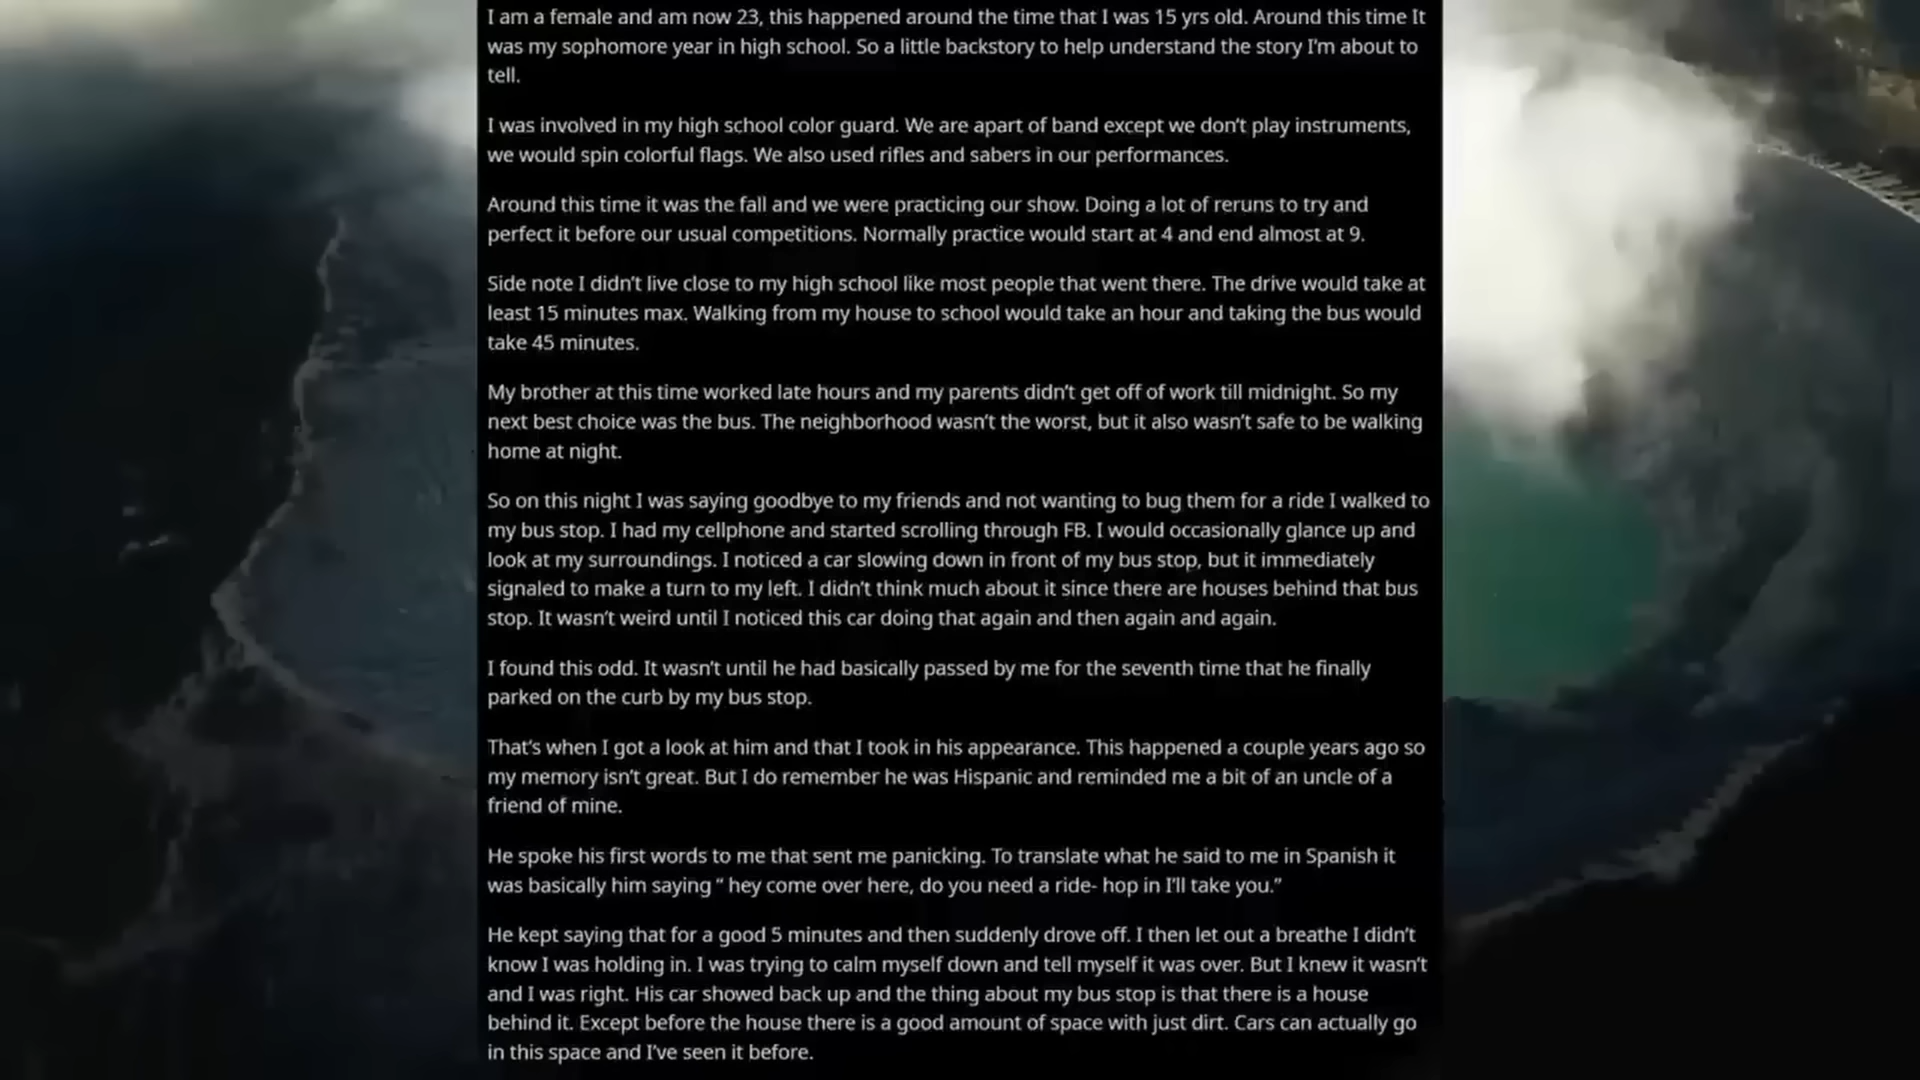 I am a female and am now 23, this happened around the time that I was 15 yrs old. Around this time It
was my sophomore year in high school. So a little backstory to help understand the story I'm about to
tell.
I was involved in my high school color guard. We are apart of band except we don't play instruments,
we would spin colorful flags. We also used rifles and sabers in our performances.
Around this time it was the fall and we were practicing our show. Doing a lot of reruns to try and
perfect it before our usual competitions. Normally practice would start at 4 and end almost at 9.
Side note I didn't live close to my high school like most people that went there. The drive would take at
least 15 minutes max. Walking from my house to school would take an hour and taking the bus would
take 45 minutes.
My brother at this time worked late hours and my parents didn't get off of work till midnight. So my
next best choice was the bus. The neighborhood wasn't the worst, but it also wasn't safe to be walking
home at night.
So on this night I was saying goodbye to my friends and not wanting to bug them for a ride I walked to
my bus stop. I had my cellphone and started scrolling through FB. I would occasionally glance up and
look at my surroundings. I noticed a car slowing down in front of my bus stop, but it immediately
signaled to make a turn to my left. I didn't think much about it since there are houses behind that bus
stop. It wasn't weird until I noticed this car doing that again and then again and again.
I found this odd. It wasn't until he had basically passed by me for the seventh time that he finally
parked on the curb by my bus stop.
That's when I got a look at him and that I took in his appearance. This happened a couple years ago so
my memory isn't great. But I do remember he was Hispanic and reminded me a bit of an uncle of a
friend of mine.
He spoke his first words to me that sent me panicking. To translate what he said to me in Spanish it
was basically him saying “ hey come over here, do you need a ride- hop in I'll take you.”
He kept saying that for a good 5 minutes and then suddenly drove off. I then let out a breathe I didn't
know I was holding in. I was trying to calm myself down and tell myself it was over. But I knew it wasn't
and I was right. His car showed back up and the thing about my bus stop is that there is a house
behind it. Except before the house there is a good amount of space with just dirt. Cars can actually go
in this space and I've seen it before.